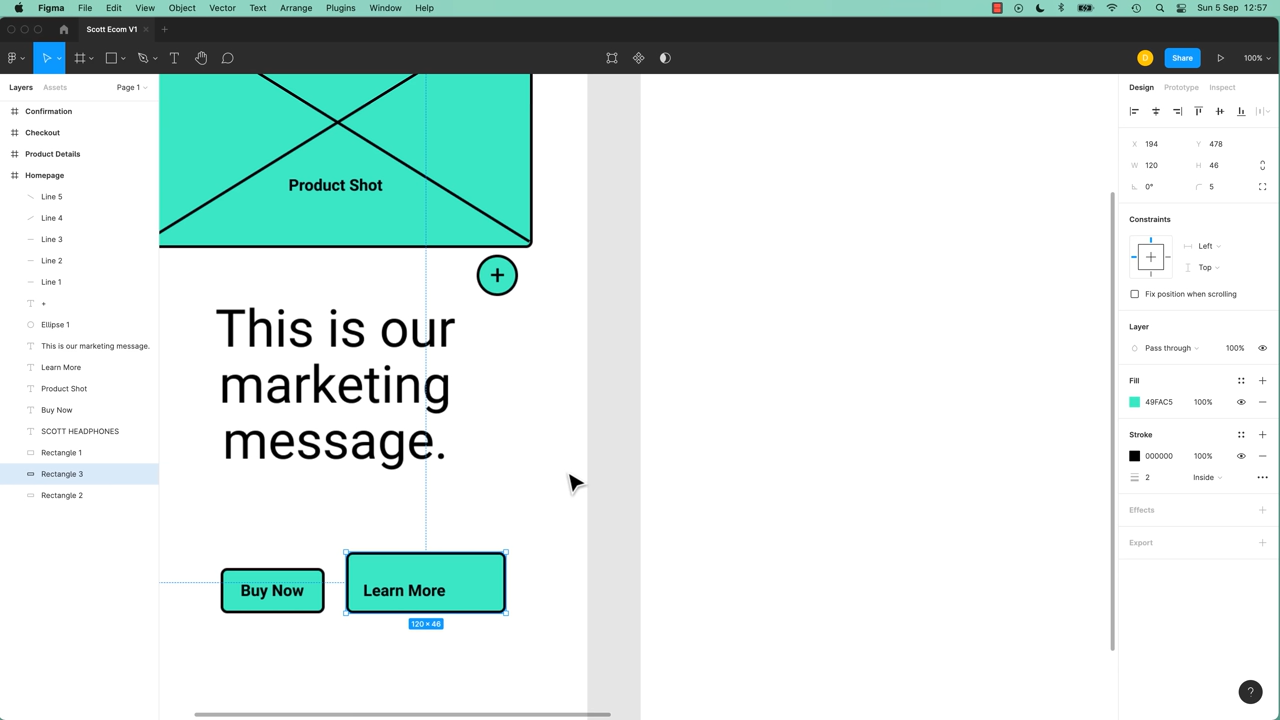 Figma File Edit View Object Vector Text Arrange Plugins Window Help Sun 5 Sep 12:57
Scott Ecom V1
Share 100%
D
Layers Assets Page 1
Confirmation
Checkout
Product Details
Homepage
Line 5
Line 4
Line 3
Line 2
Line 1
+
Ellipse 1
This is our marketing message.
Learn More
Product Shot
Buy Now
SCOTT HEADPHONES
Rectangle 1
Rectangle 3
Rectangle 2
Product Shot
+
This is our
marketing
message.
Buy Now
Learn More
120 × 46
Design Prototype Inspect
X 194 Y 478
W 120 H 46
0° 5
Constraints
Left
Top
Fix position when scrolling
Layer
Pass through 100%
Fill
49FAC5 100%
Stroke
000000 100%
2 Inside
Effects
Export
?